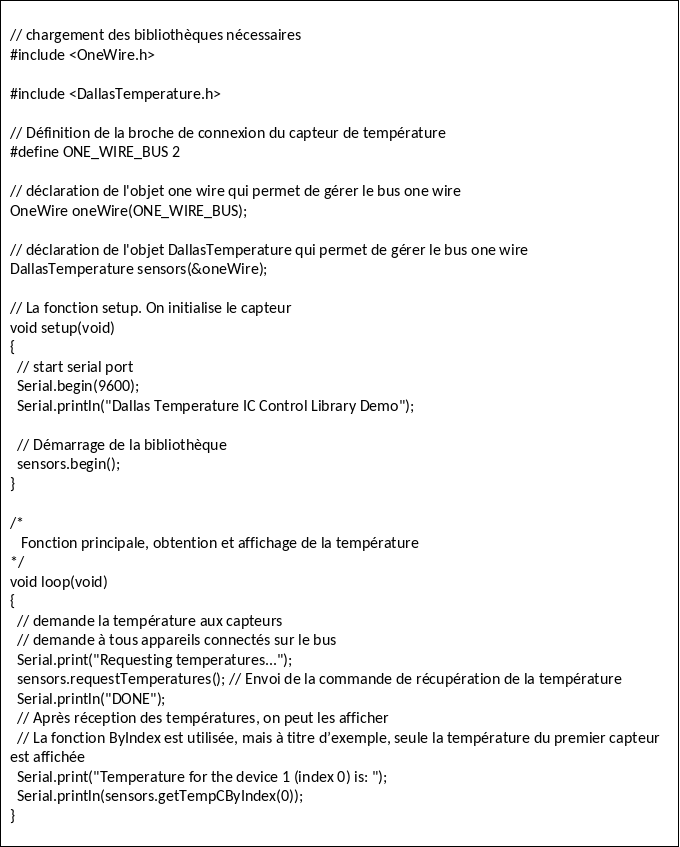 // chargement des bibliothèques nécessaires
#include <OneWire.h>
#include <DallasTemperature.h>
// Définition de la broche de connexion du capteur de température
#define ONE_WIRE_BUS 2
// déclaration de l'objet one wire qui permet de gérer le bus one wire
OneWire oneWire(ONE_WIRE_BUS);
// déclaration de l'objet DallasTemperature qui permet de gérer le bus one wire
DallasTemperature sensors(&oneWire);
// La fonction setup. On initialise le capteur
void setup(void)
{
// start serial port
Serial.begin(9600);
Serial.println("Dallas Temperature IC Control Library Demo");
// Démarrage de la bibliothèque
sensors.begin();
}
/*
Fonction principale, obtention et affichage de la température
*/
void loop(void)
{
// demande la température aux capteurs
// demande à tous appareils connectés sur le bus
Serial.print("Requesting temperatures...");
sensors.requestTemperatures(); // Envoi de la commande de récupération de la température
Serial.println("DONE");
// Après réception des températures, on peut les afficher
// La fonction ByIndex est utilisée, mais à titre d’exemple, seule la température du premier capteur
est affichée
Serial.print("Temperature for the device 1 (index 0) is: ");
Serial.println(sensors.getTempCByIndex(0));
}